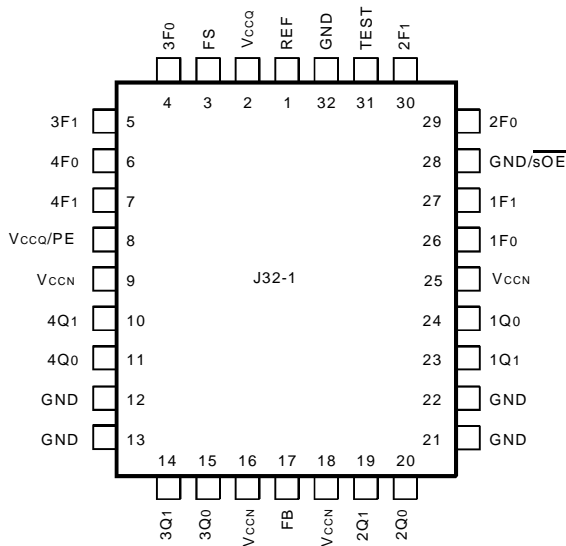 3F0 FS VCCQ REF GND TEST 2F1
4 3 2 1 32 31 30
3F1 5 29 2F0
4F0 6 28 GND/sOE
4F1 7 27 1F1
VCCQ/PE 8 26 1F0
VCCN 9 J32-1 25 VCCN
4Q1 10 24 1Q0
4Q0 11 23 1Q1
GND 12 22 GND
GND 13 21 GND
14 15 16 17 18 19 20
3Q1 3Q0 VCCN FB VCCN 2Q1 2Q0